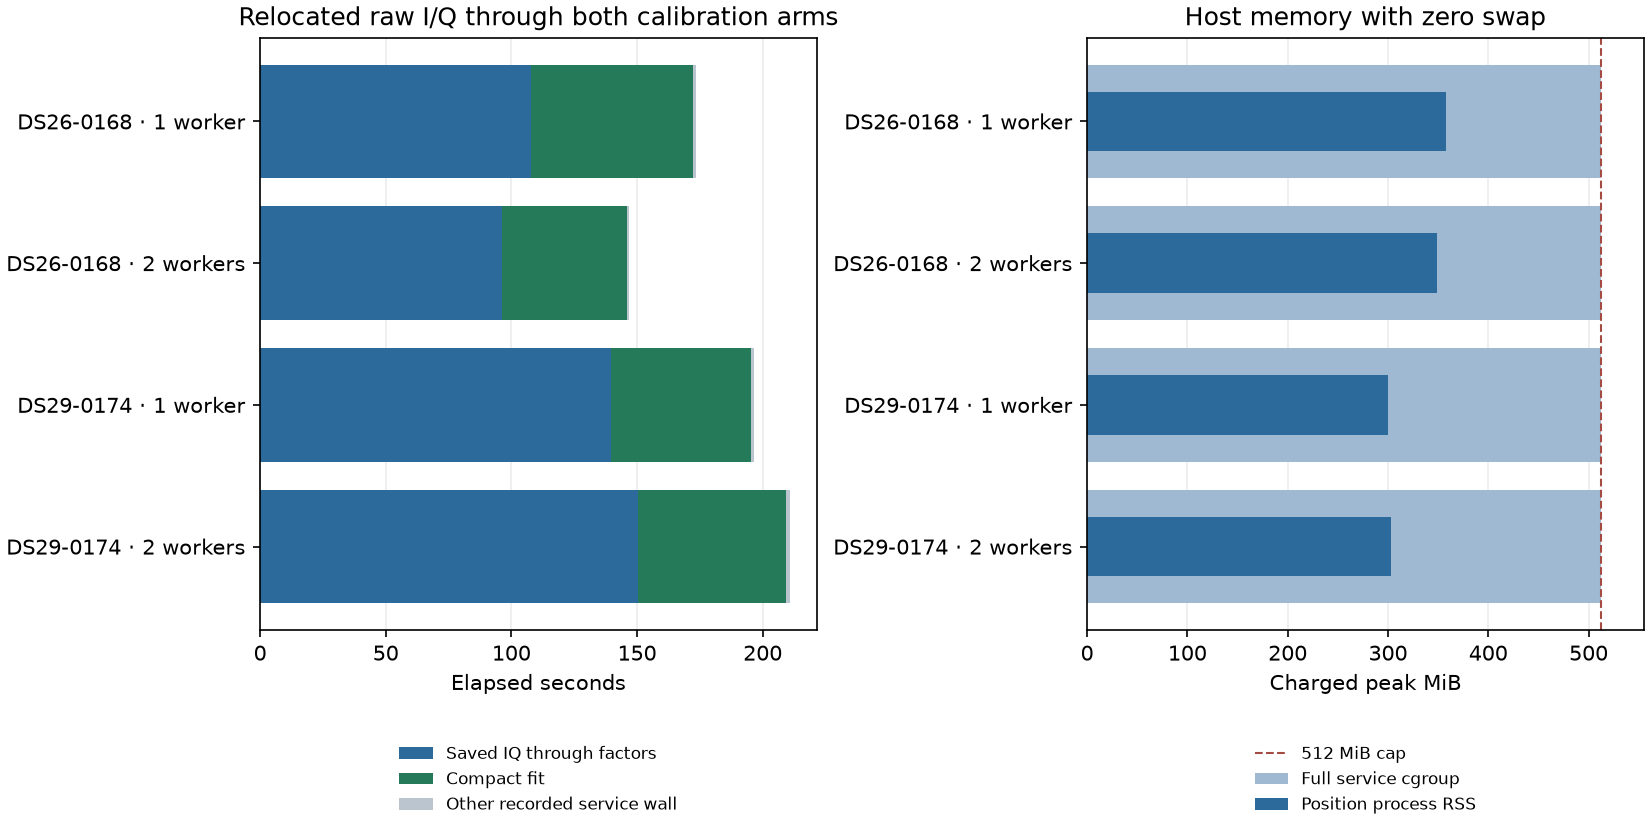 Relocated raw I/Q through both calibration arms
DS26-0168 · 1 worker
DS26-0168 · 2 workers
DS29-0174 · 1 worker
DS29-0174 · 2 workers
0 50 100 150 200
Elapsed seconds
Saved IQ through factors
Compact fit
Other recorded service wall
Host memory with zero swap
DS26-0168 · 1 worker
DS26-0168 · 2 workers
DS29-0174 · 1 worker
DS29-0174 · 2 workers
0 100 200 300 400 500
Charged peak MiB
512 MiB cap
Full service cgroup
Position process RSS